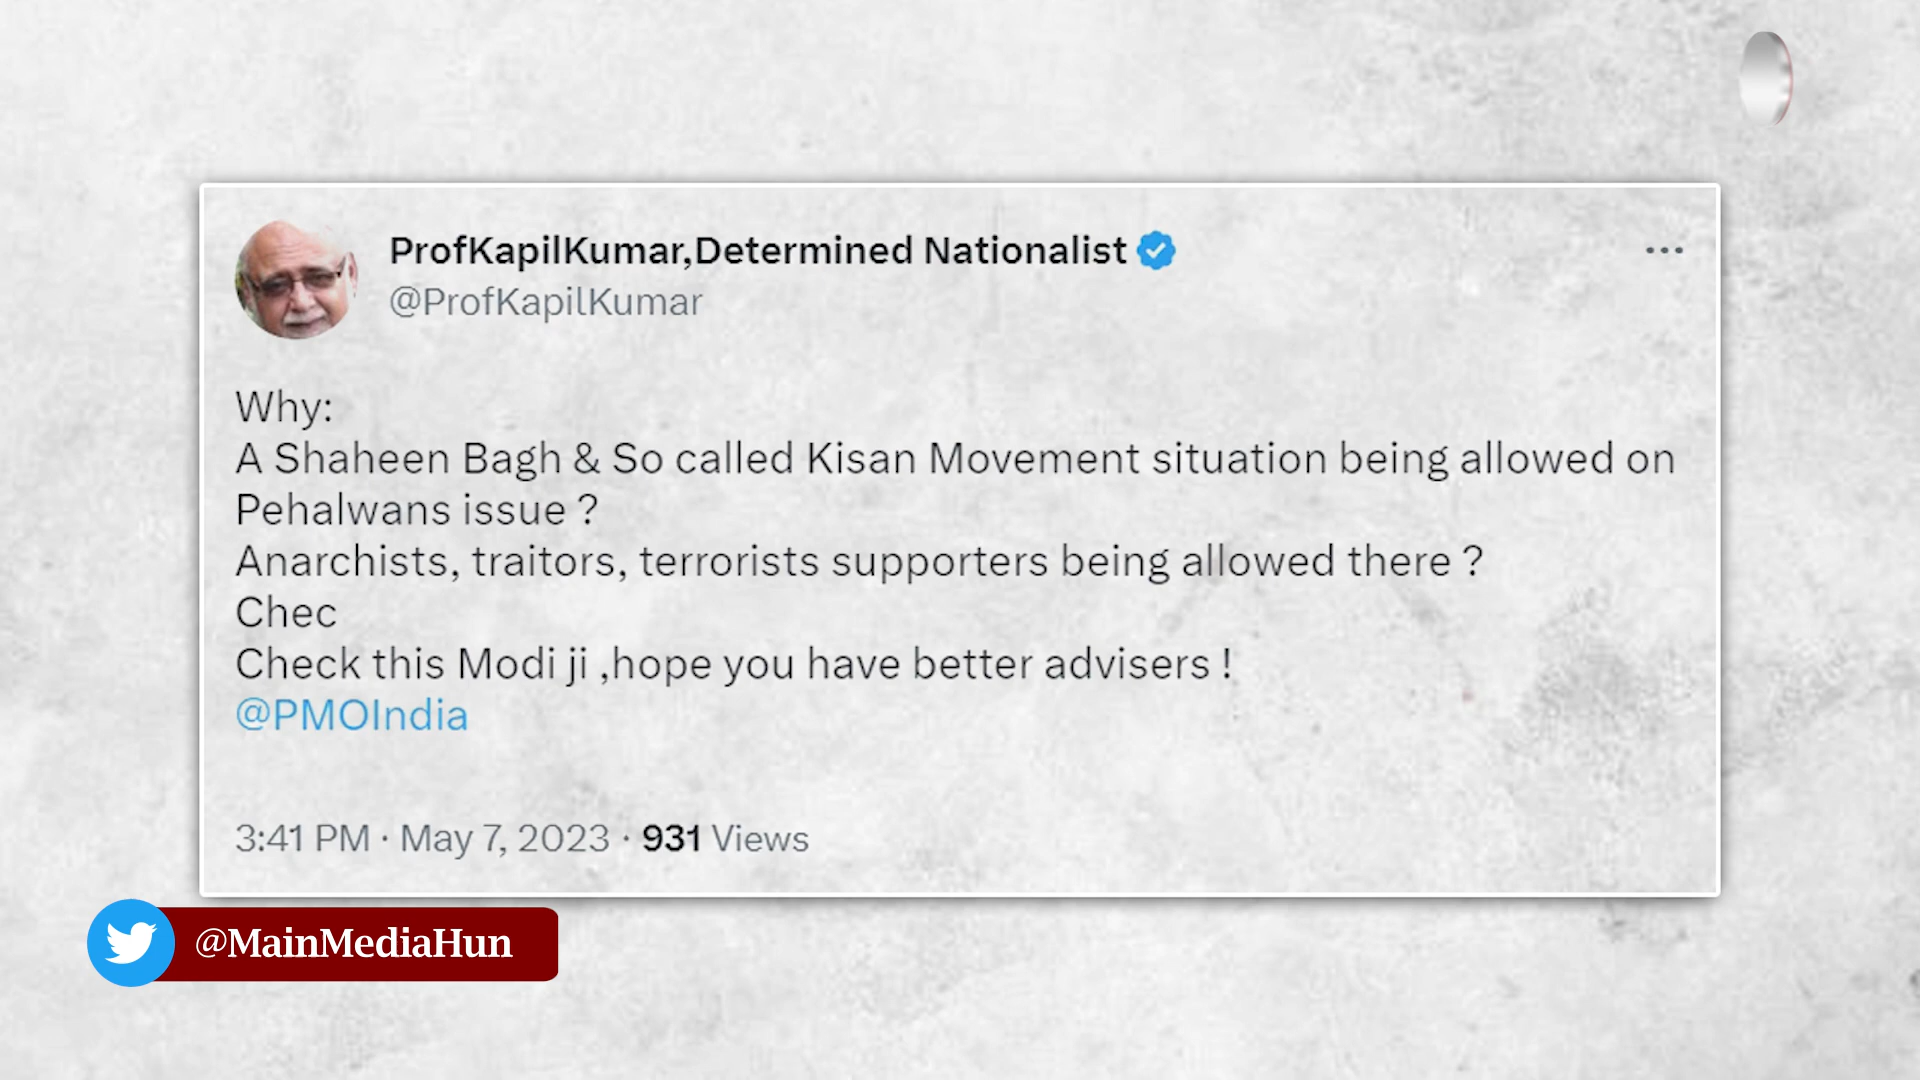 ProfKapilKumar,Determined Nationalist
@ProfKapilKumar
Why:
A Shaheen Bagh & So called Kisan Movement situation being allowed on
Pehalwans issue ?
Anarchists, traitors, terrorists supporters being allowed there ?
Chec
Check this Modi ji ,hope you have better advisers !
@PMOIndia
3:41 PM · May 7, 2023 · 931 Views
@MainMediaHun